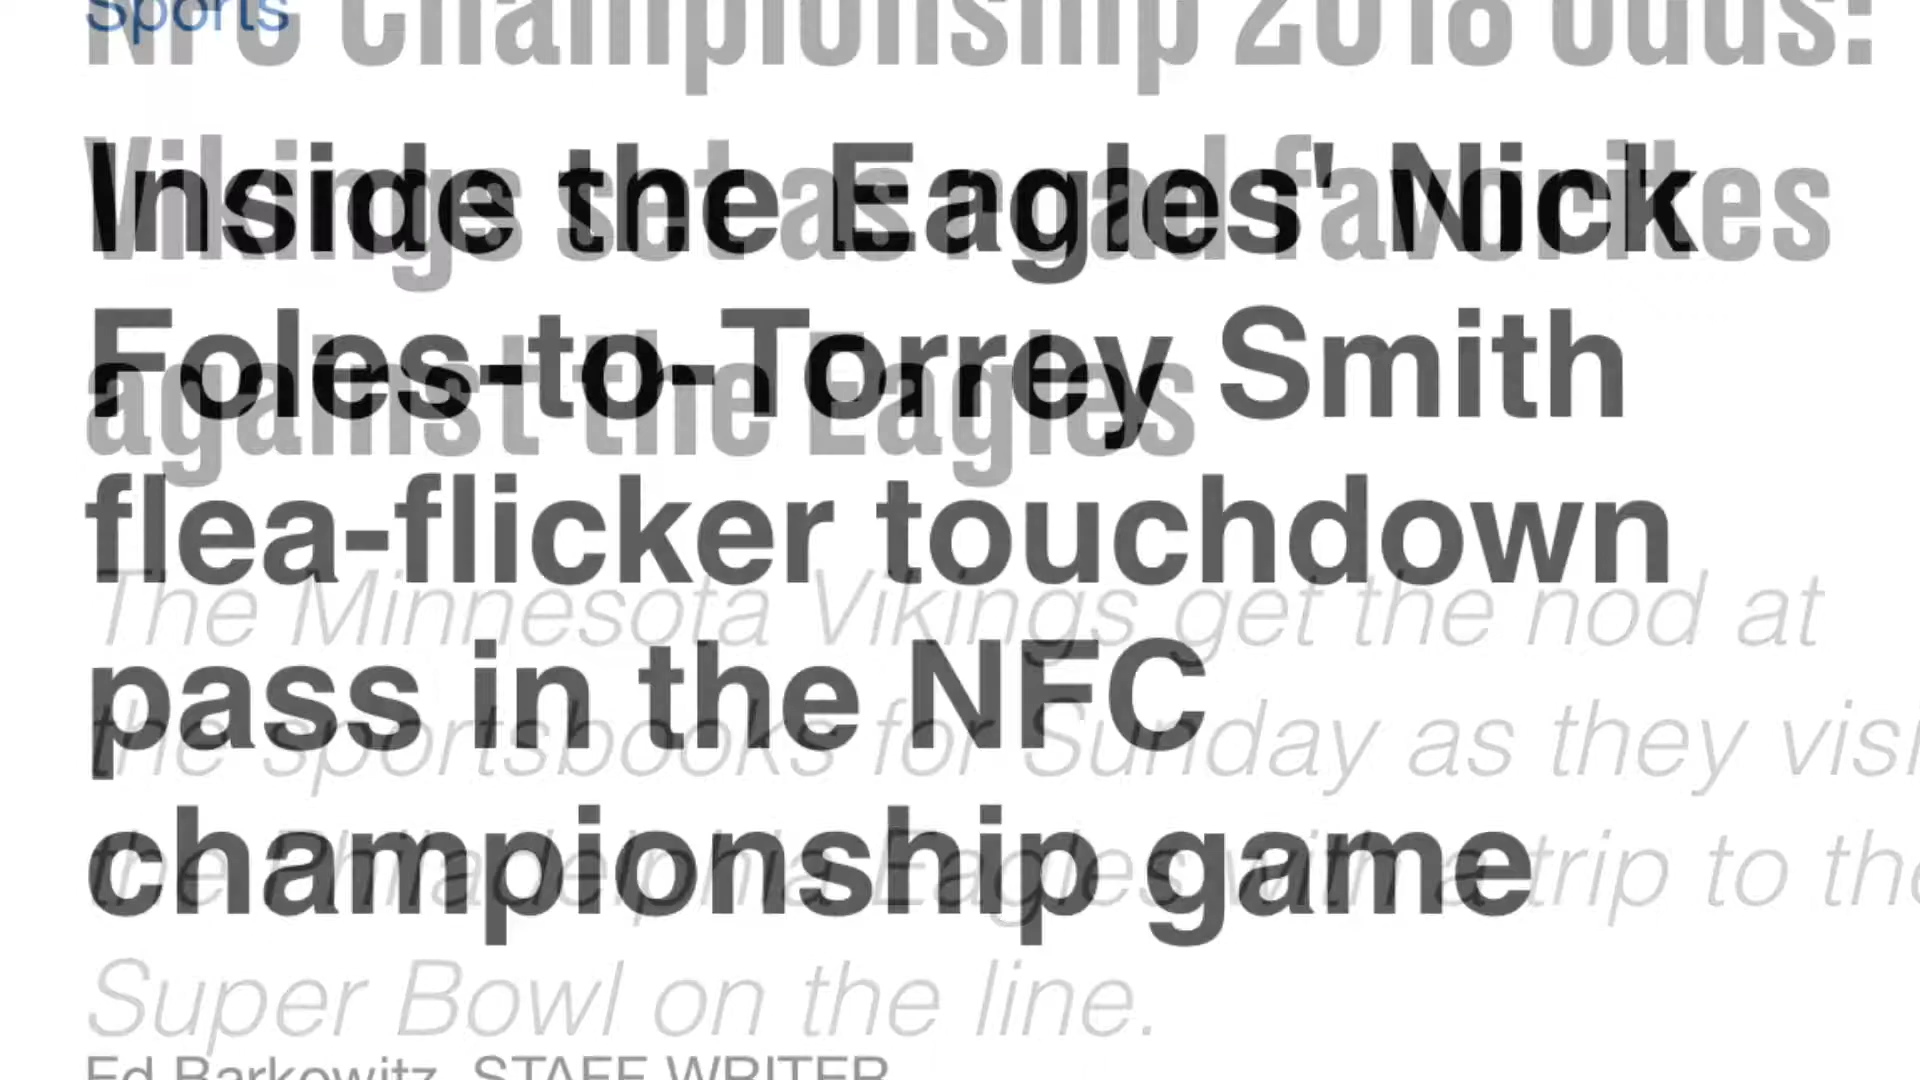 Sports
NFC Championship 2018 odds:
Vikings set as road favorites
against the Eagles
The Minnesota Vikings get the nod at
the sportsbooks for Sunday as they visi
the Philadelphia Eagles with a trip to the
Super Bowl on the line.
Ed Barkowitz, STAFF WRITER
Inside the Eagles' Nick
Foles-to-Torrey Smith
flea-flicker touchdown
pass in the NFC
championship game